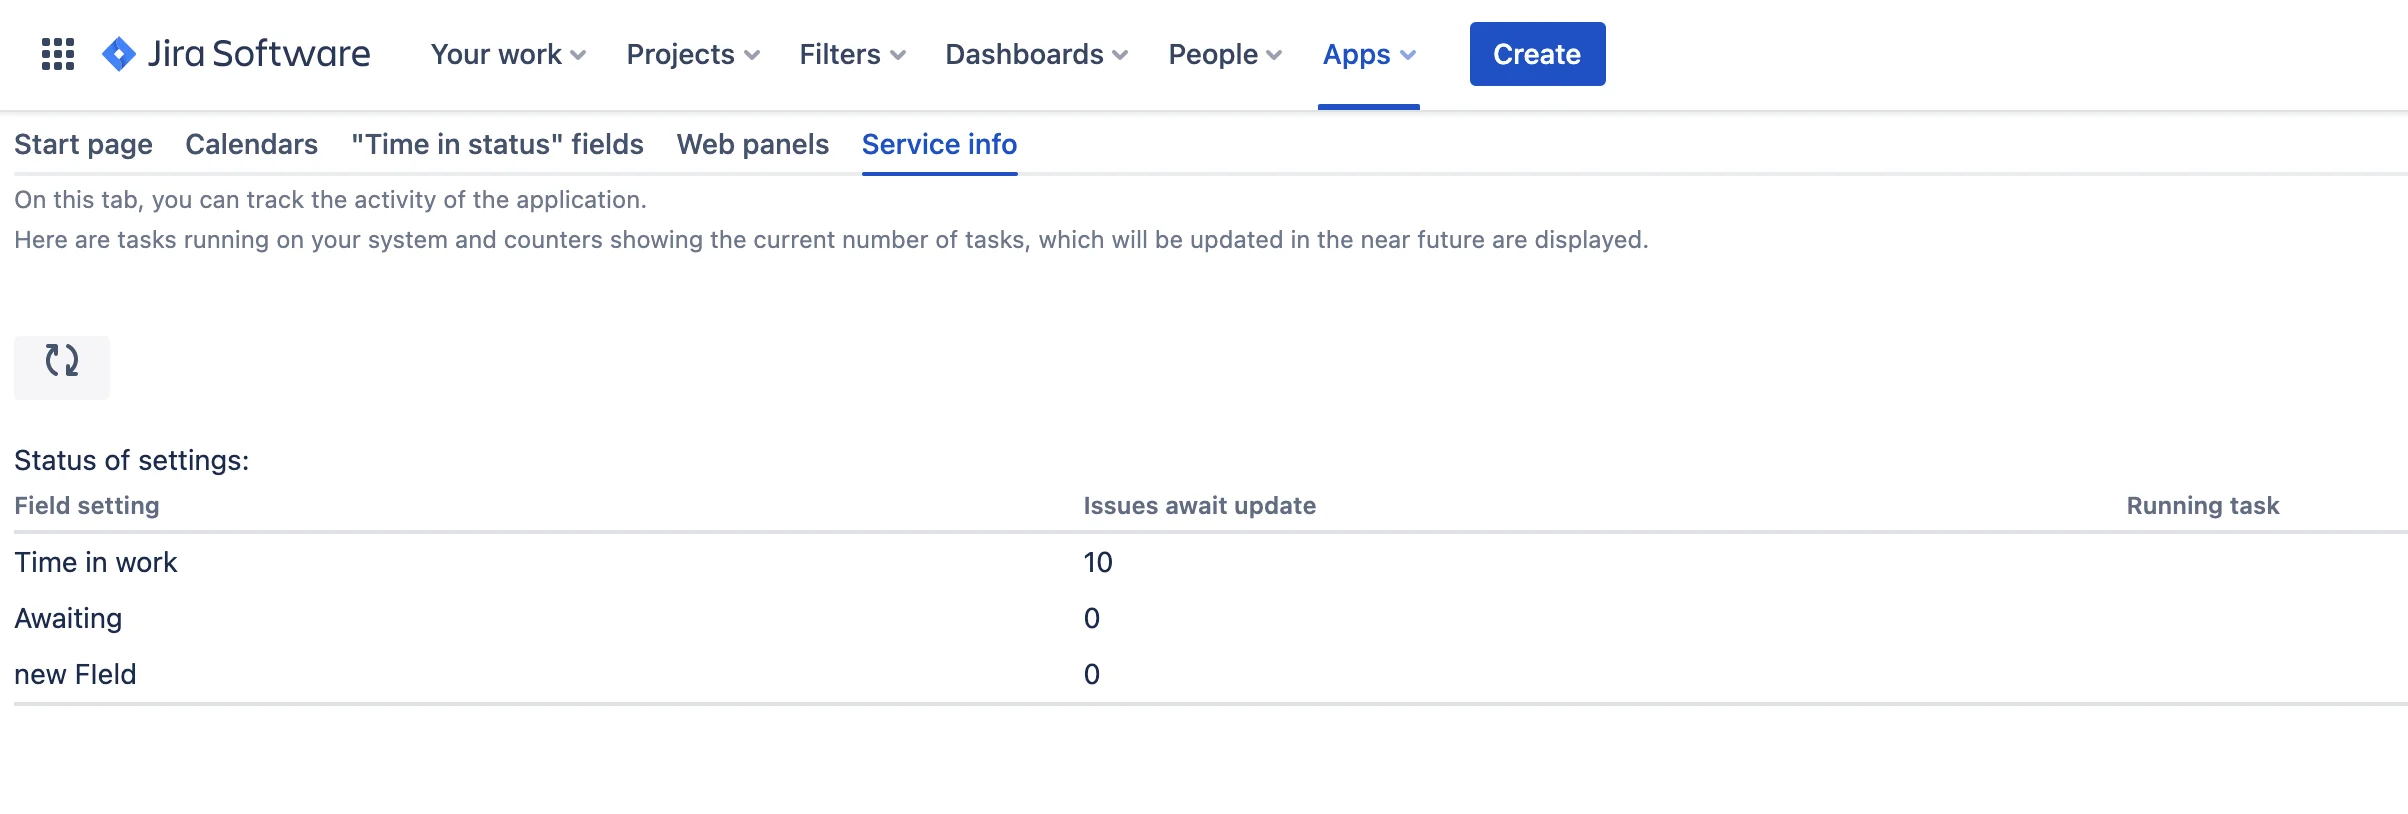 Jira Software Your work Projects Filters Dashboards People Apps Create
Start page Calendars "Time in status" fields Web panels Service info
On this tab, you can track the activity of the application.
Here are tasks running on your system and counters showing the current number of tasks, which will be updated in the near future are displayed.
Status of settings:
Field setting Issues await update Running task
Time in work 10
Awaiting 0
new FIeld 0